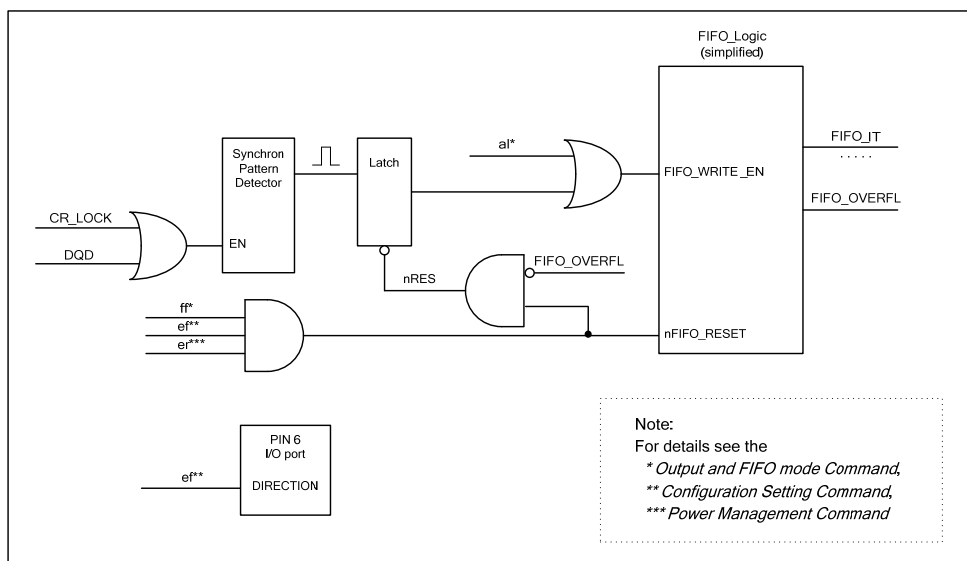 FIFO_Logic
(simplified)
FIFO_IT
.....
FIFO_OVERFL
al*
FIFO_WRITE_EN
Synchron
Pattern
Detector
Latch
CR_LOCK
DQD
EN
nRES
FIFO_OVERFL
ff*
ef**
er***
nFIFO_RESET
PIN 6
I/O port
ef**
DIRECTION
Note:
For details see the
* Output and FIFO mode Command,
** Configuration Setting Command,
*** Power Management Command